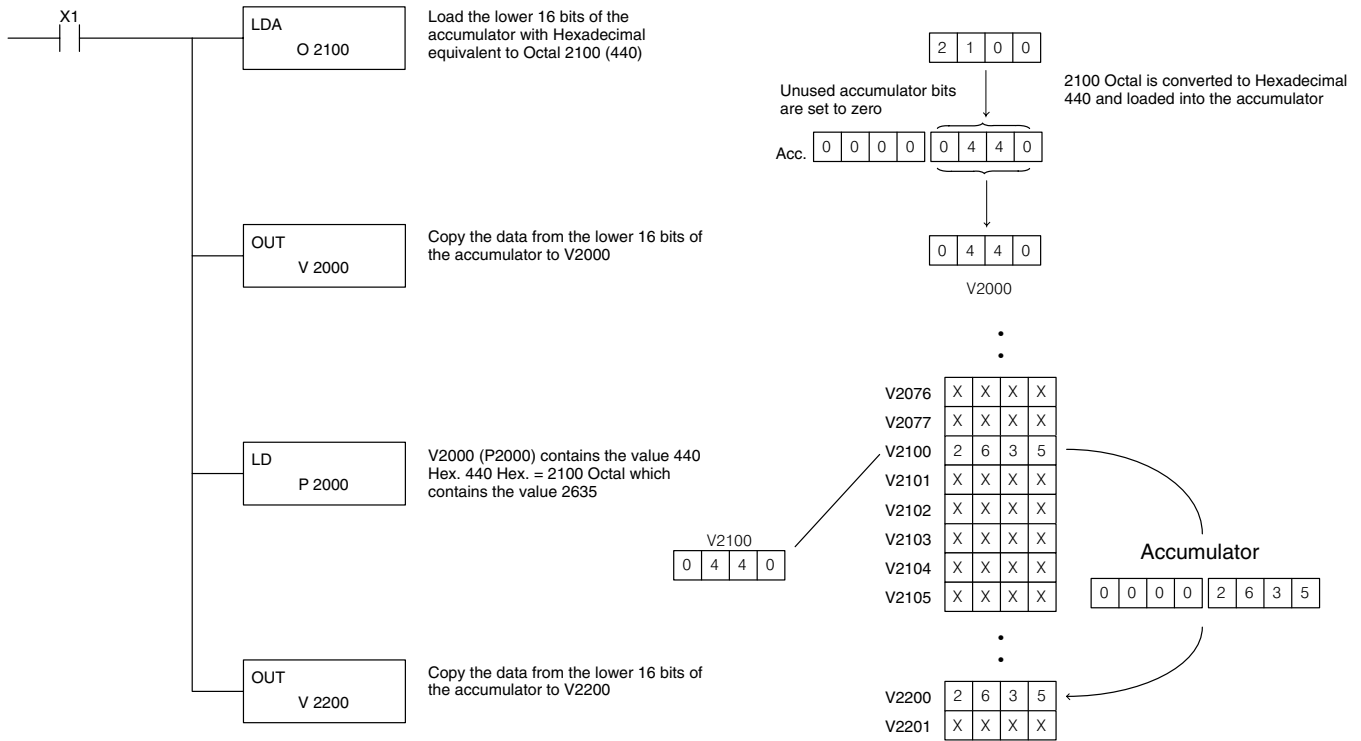 X1
LDA
O 2100
Load the lower 16 bits of the
accumulator with Hexadecimal
equivalent to Octal 2100 (440)
2 1 0 0
Unused accumulator bits
are set to zero
2100 Octal is converted to Hexadecimal
440 and loaded into the accumulator
Acc. 0 0 0 0 0 4 4 0
OUT
V 2000
Copy the data from the lower 16 bits of
the accumulator to V2000
0 4 4 0
V2000
V2076 X X X X
V2077 X X X X
V2100 2 6 3 5
V2101 X X X X
V2102 X X X X
V2103 X X X X
V2104 X X X X
V2105 X X X X
LD
P 2000
V2000 (P2000) contains the value 440
Hex. 440 Hex. = 2100 Octal which
contains the value 2635
V2100
0 4 4 0
Accumulator
0 0 0 0 2 6 3 5
OUT
V 2200
Copy the data from the lower 16 bits of
the accumulator to V2200
V2200 2 6 3 5
V2201 X X X X